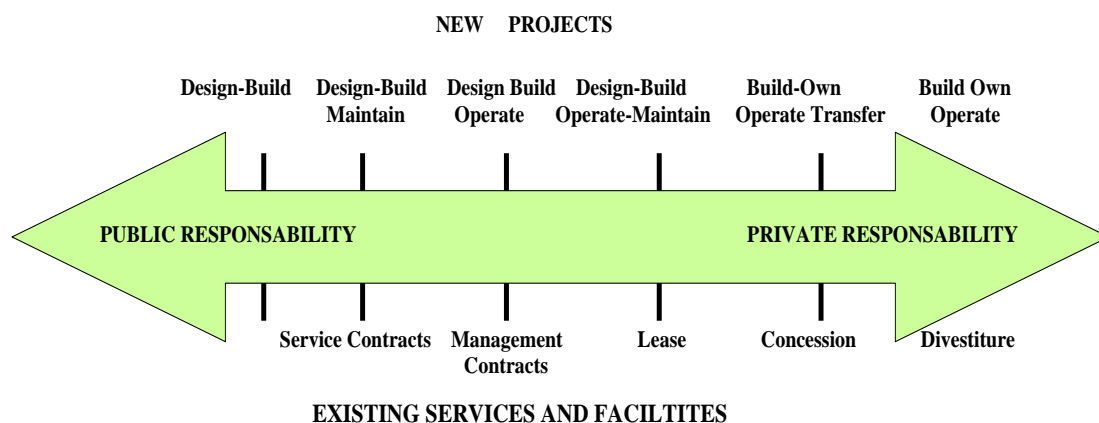 NEW PROJECTS
Design-Build Design-Build Design Build Design-Build Build-Own Build Own
Maintain Operate Operate-Maintain Operate Transfer Operate
PUBLIC RESPONSABILITY PRIVATE RESPONSABILITY
Service Contracts Management Lease Concession Divestiture
Contracts
EXISTING SERVICES AND FACILTITES